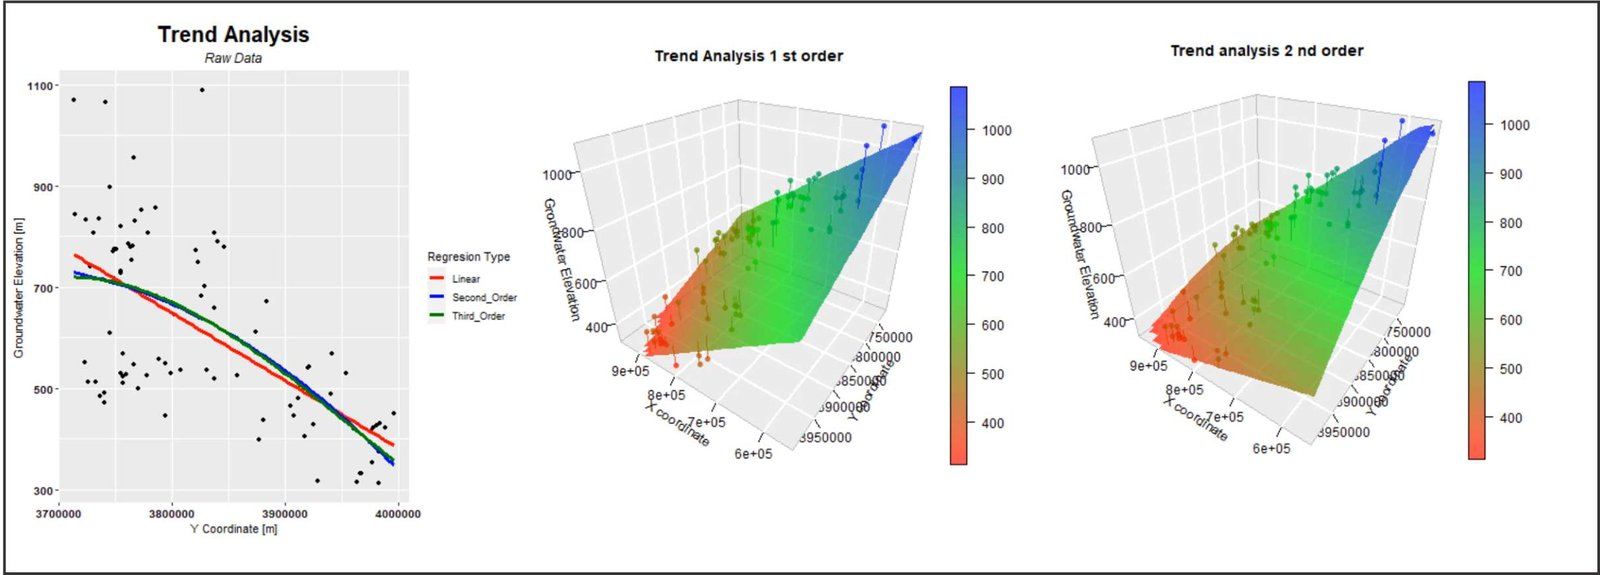 Trend Analysis
Raw Data
1100
900
700
500
300
3700000
3800000
3900000
4000000
Y Coordinate [m]
Groundwater Elevation [m]
Regresion Type
Linear
Second_Order
Third_Order
Trend Analysis 1 st order
1000
800
600
400
Groundwater Elevation
9e+05
8e+05
7e+05
6e+05
X coordinate
750000
800000
3850000
3900000
3950000
Y coordinate
1000
900
800
700
600
500
400
Trend analysis 2 nd order
1000
800
600
400
Groundwater Elevation
9e+05
8e+05
7e+05
6e+05
X coordinate
750000
800000
3850000
3900000
3950000
Y coordinate
1000
900
800
700
600
500
400